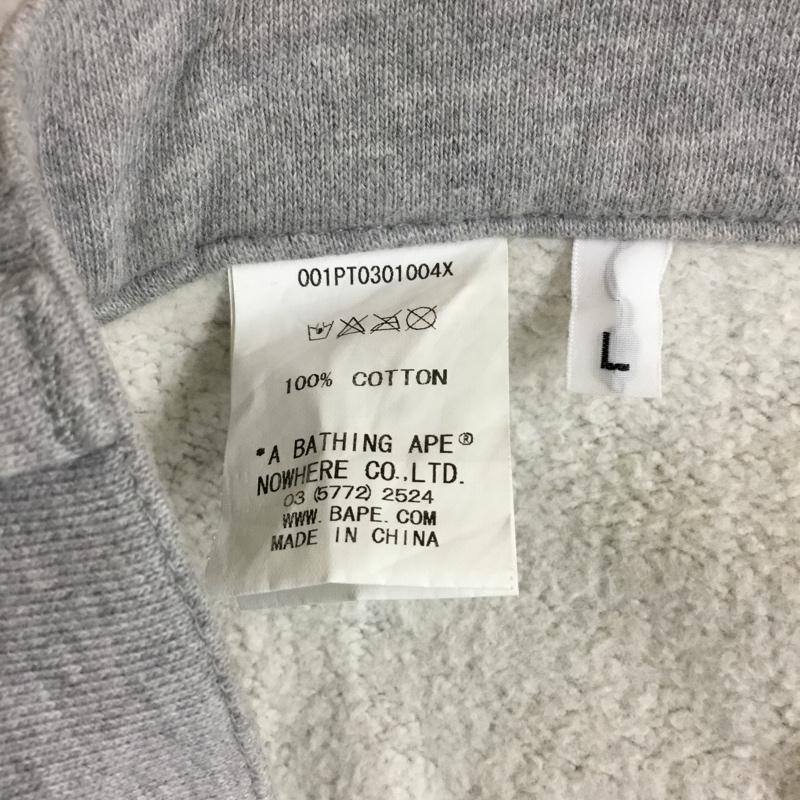 001PT0301004X
100% COTTON
*A BATHING APE®
NOWHERE CO.,LTD.
03 (5772) 2524
WWW. BAPE. COM
MADE IN CHINA
L